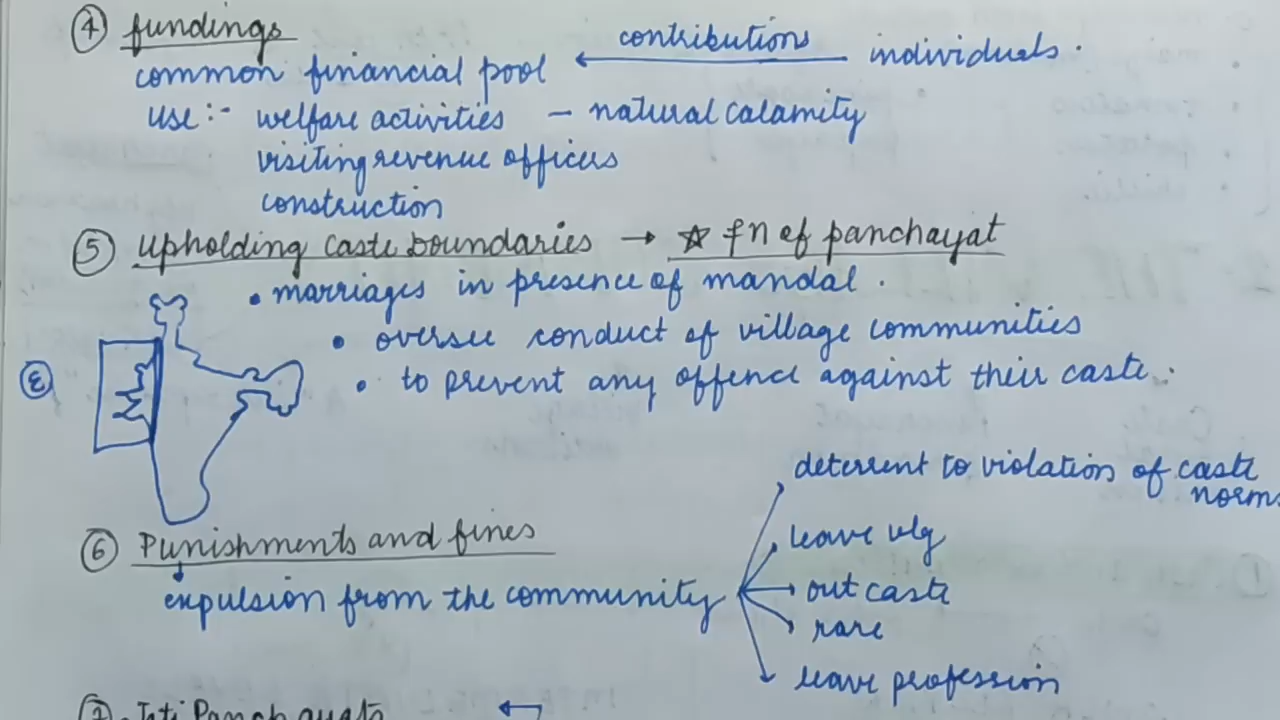 ④ fundings
common financial pool ← contributions individuals.
use :- welfare activities – natural calamity
visiting revenue officers
construction
⑤ Upholding caste boundaries → ☆ fn of panchayat
• marriages in presence of mandal.
• oversee conduct of village communities
• to prevent any offence against their caste.
deterrent to violation of caste
norms
⑥ Punishments and fines
leave vlg
expulsion from the community
out caste
rare
leave profession
⑦ Jati Panchayats